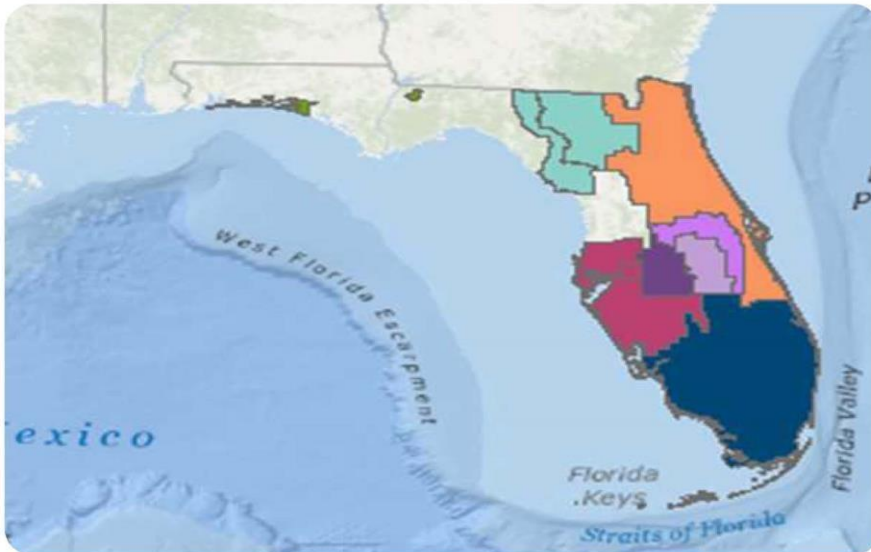 West Florida Escarpment
exico
Florida
Keys
Straits of Florida
Florida Valley
P